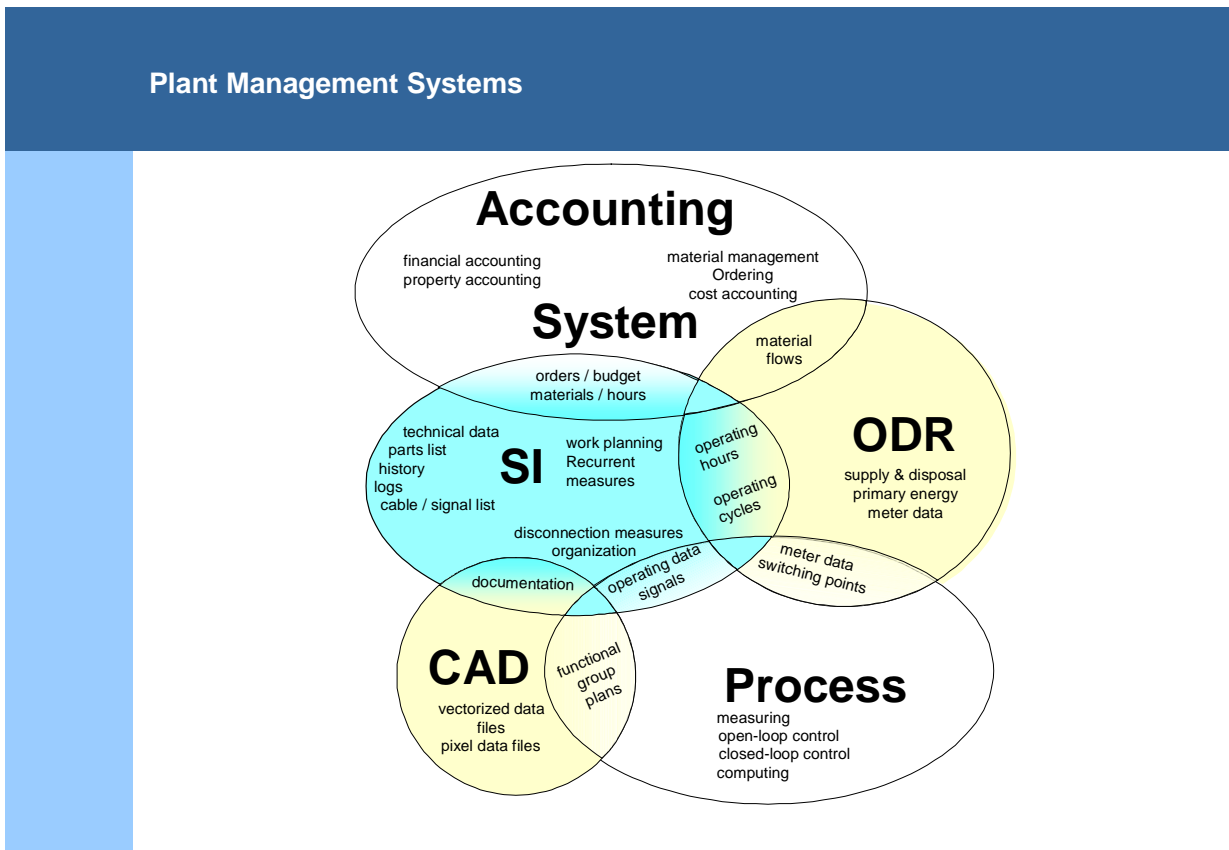 Plant Management Systems
Accounting
financial accounting
property accounting
material management
Ordering
cost accounting
System
material
flows
orders / budget
materials / hours
technical data
parts list
history
logs
cable / signal list
SI
work planning
Recurrent
measures
operating
hours
operating
cycles
ODR
supply & disposal
primary energy
meter data
disconnection measures
organization
documentation
operating data
signals
meter data
switching points
CAD
vectorized data
files
pixel data files
functional
group
plans
Process
measuring
open-loop control
closed-loop control
computing